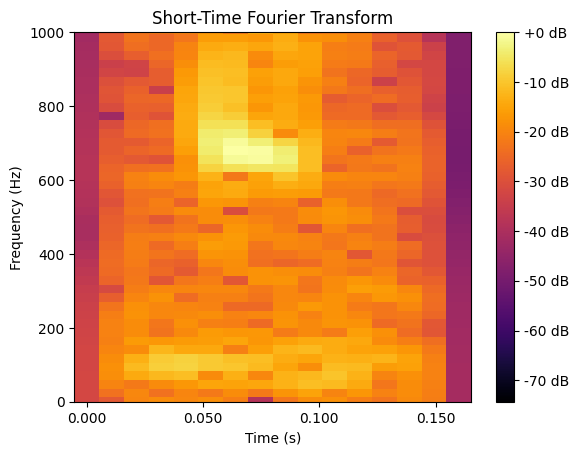 Short-Time Fourier Transform
1000
800
600
400
200
0
Frequency (Hz)
0.000
0.050
0.100
0.150
Time (s)
+0 dB
-10 dB
-20 dB
-30 dB
-40 dB
-50 dB
-60 dB
-70 dB